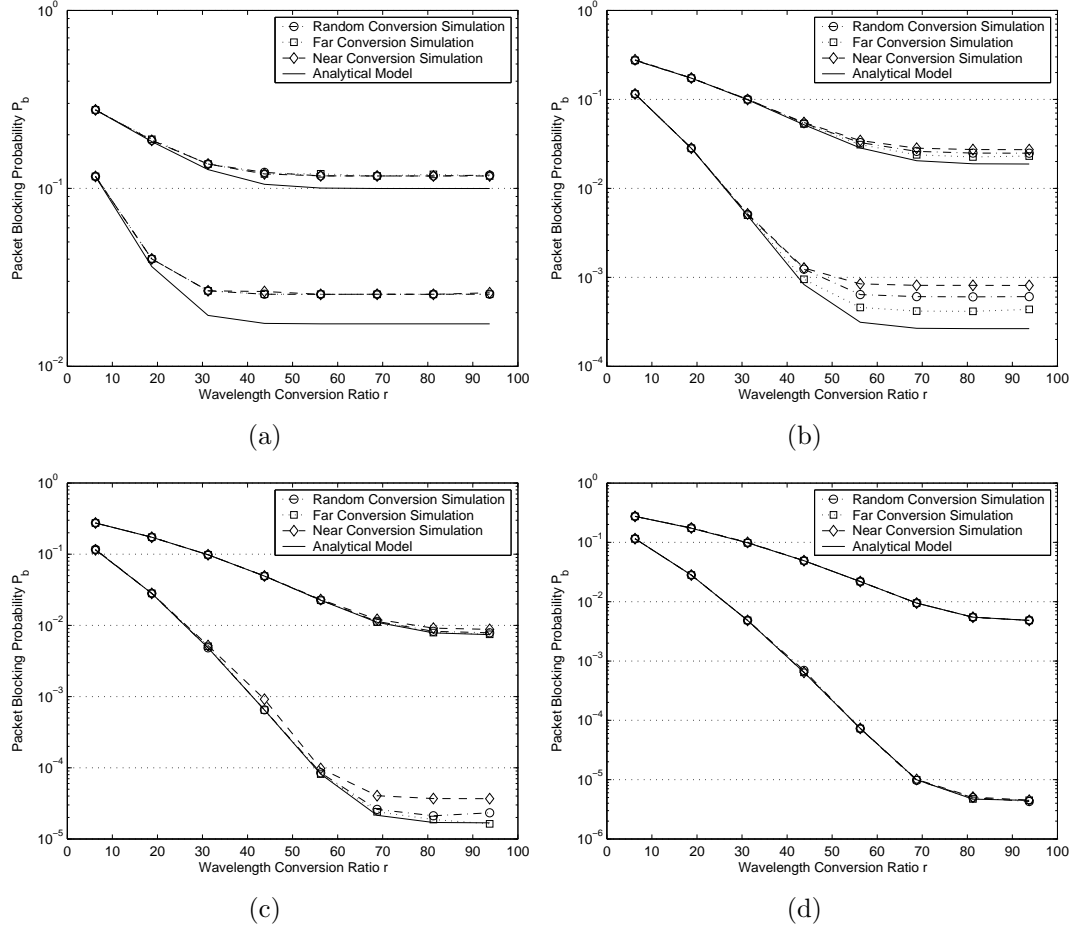 10^0
10^-1
10^-2
Packet Blocking Probability P_b
Random Conversion Simulation
Far Conversion Simulation
Near Conversion Simulation
Analytical Model
0 10 20 30 40 50 60 70 80 90 100
Wavelength Conversion Ratio r
(a)
10^0
10^-1
10^-2
10^-3
10^-4
Packet Blocking Probability P_b
Random Conversion Simulation
Far Conversion Simulation
Near Conversion Simulation
Analytical Model
0 10 20 30 40 50 60 70 80 90 100
Wavelength Conversion Ratio r
(b)
10^0
10^-1
10^-2
10^-3
10^-4
10^-5
Packet Blocking Probability P_b
Random Conversion Simulation
Far Conversion Simulation
Near Conversion Simulation
Analytical Model
0 10 20 30 40 50 60 70 80 90 100
Wavelength Conversion Ratio r
(c)
10^0
10^-1
10^-2
10^-3
10^-4
10^-5
10^-6
Packet Blocking Probability P_b
Random Conversion Simulation
Far Conversion Simulation
Near Conversion Simulation
Analytical Model
0 10 20 30 40 50 60 70 80 90 100
Wavelength Conversion Ratio r
(d)